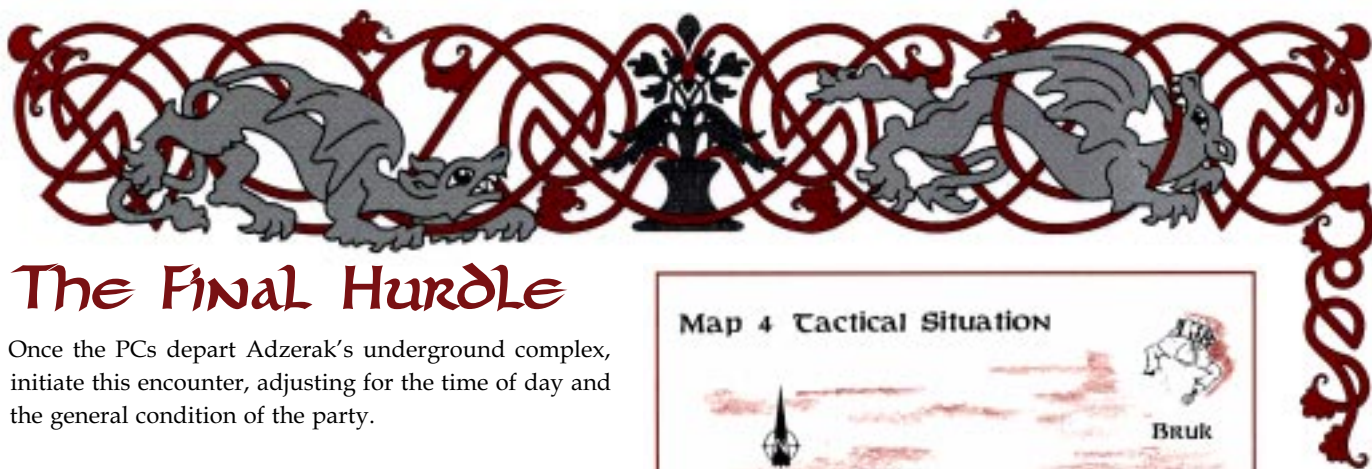 The Final Hurdle
Once the PCs depart Adzerak’s underground complex,
initiate this encounter, adjusting for the time of day and
the general condition of the party.
Map 4 Tactical Situation
N
Bruk